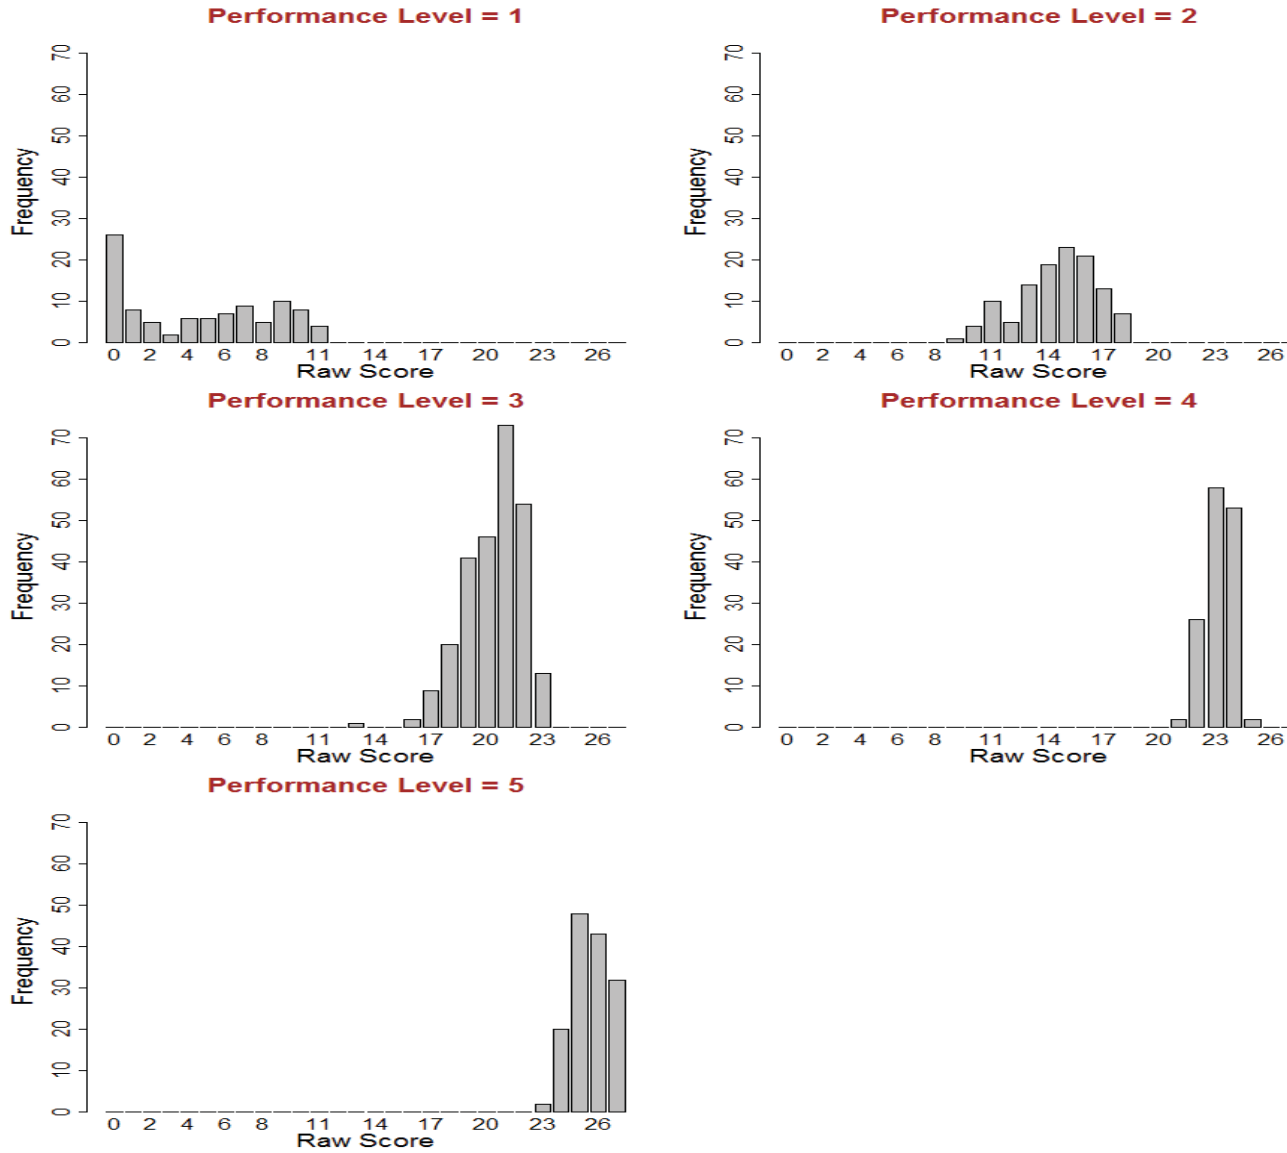 Performance Level = 1
Frequency
0 10 20 30 40 50 60 70
0 2 4 6 8 11 14 17 20 23 26
Raw Score
Performance Level = 2
Frequency
0 10 20 30 40 50 60 70
0 2 4 6 8 11 14 17 20 23 26
Raw Score
Performance Level = 3
Frequency
0 10 20 30 40 50 60 70
0 2 4 6 8 11 14 17 20 23 26
Raw Score
Performance Level = 4
Frequency
0 10 20 30 40 50 60 70
0 2 4 6 8 11 14 17 20 23 26
Raw Score
Performance Level = 5
Frequency
0 10 20 30 40 50 60 70
0 2 4 6 8 11 14 17 20 23 26
Raw Score